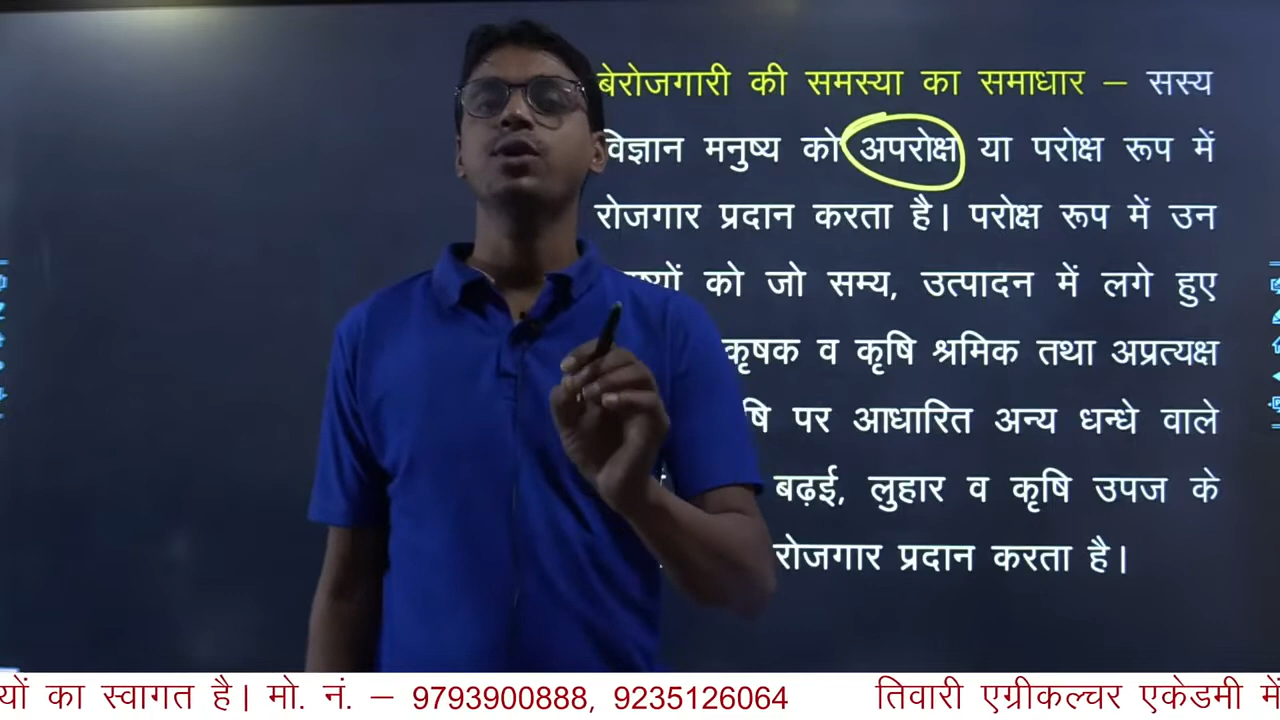 बेरोजगारी की समस्या का समाधार – सस्य
विज्ञान मनुष्य को अपरोक्ष या परोक्ष रूप में
रोजगार प्रदान करता है। परोक्ष रूप में उन
को जो सम्य, उत्पादन में लगे हुए
कृषक व कृषि श्रमिक तथा अप्रत्यक्ष
पर आधारित अन्य धन्धे वाले
बढ़ई, लुहार व कृषि उपज के
रोजगार प्रदान करता है।
का स्वागत है। मो. नं. – 9793900888, 9235126064 तिवारी एग्रीकल्चर एकेडमी में